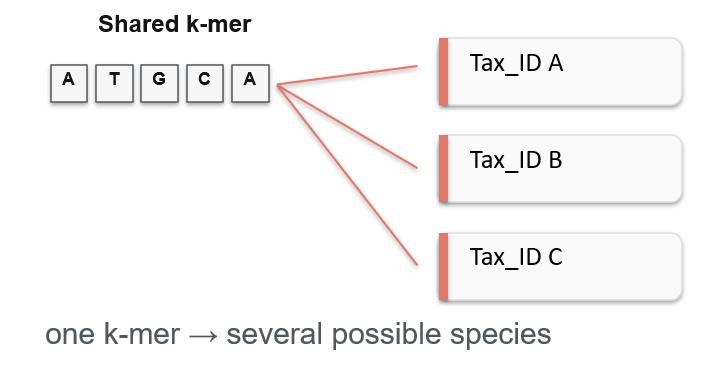 Shared k-mer
A T G C A
Tax_ID A
Tax_ID B
Tax_ID C
one k-mer → several possible species